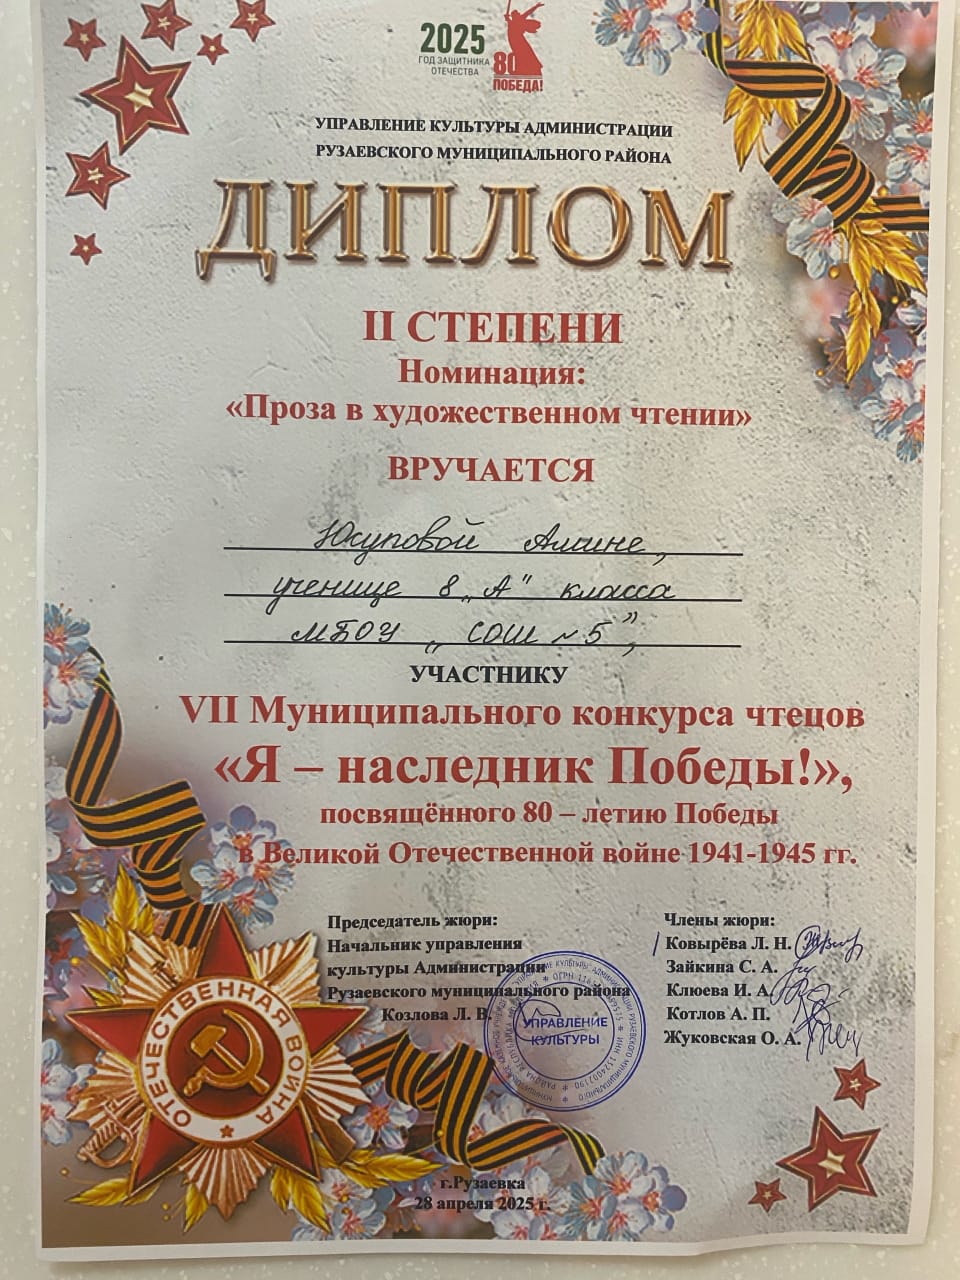 2025
ГОД ЗАЩИТНИКА
ОТЕЧЕСТВА
80
ПОБЕДА!
УПРАВЛЕНИЕ КУЛЬТУРЫ АДМИНИСТРАЦИИ
РУЗАЕВСКОГО МУНИЦИПАЛЬНОГО РАЙОНА
ДИПЛОМ
II СТЕПЕНИ
Номинация:
«Проза в художественном чтении»
ВРУЧАЕТСЯ
Юсуповой Амине,
ученице 8 „А" класса
МБОУ „СОШ №5",
УЧАСТНИКУ
VII Муниципального конкурса чтецов
«Я – наследник Победы!»,
посвящённого 80 – летию Победы
в Великой Отечественной войне 1941-1945 гг.
Председатель жюри:
Начальник управления
культуры Администрации
Рузаевского муниципального района
Козлова Л. В.
УПРАВЛЕНИЕ
КУЛЬТУРЫ
Члены жюри:
Ковырёва Л. Н.
Зайкина С. А.
Клюева И. А.
Котлов А. П.
Жуковская О. А.
ОТЕЧЕСТВЕННАЯ ВОЙНА
г.Рузаевка
28 апреля 2025 г.